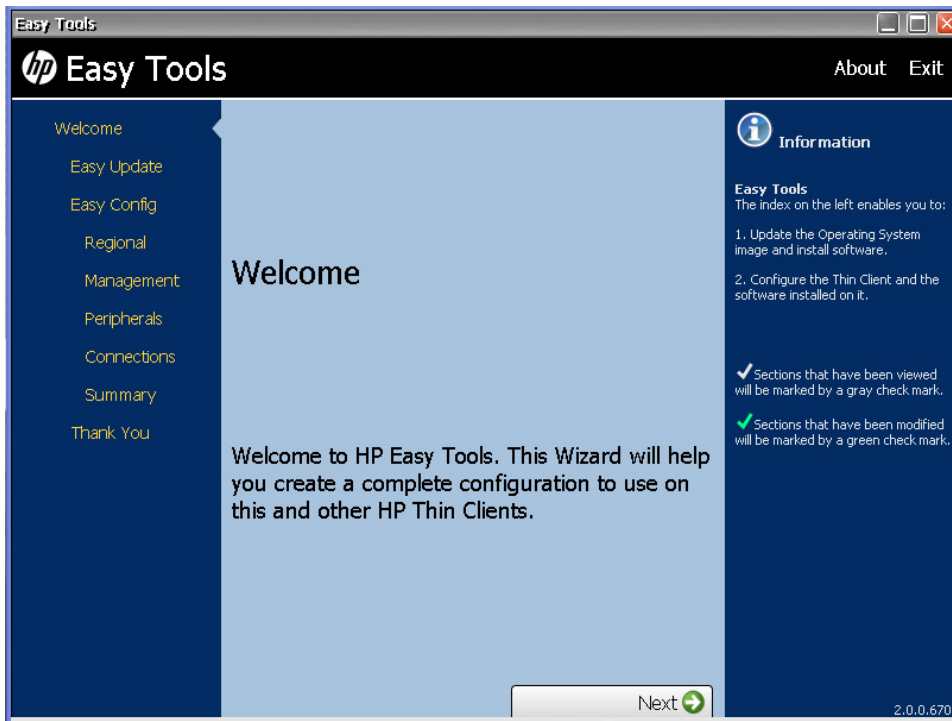 Easy Tools
hp Easy Tools
About Exit
Welcome
Easy Update
Easy Config
Regional
Management
Peripherals
Connections
Summary
Thank You
Welcome
Welcome to HP Easy Tools. This Wizard will help
you create a complete configuration to use on
this and other HP Thin Clients.
Next
Information
Easy Tools
The index on the left enables you to:
1. Update the Operating System
image and install software.
2. Configure the Thin Client and the
software installed on it.
Sections that have been viewed
will be marked by a gray check mark.
Sections that have been modified
will be marked by a green check mark.
2.0.0.670